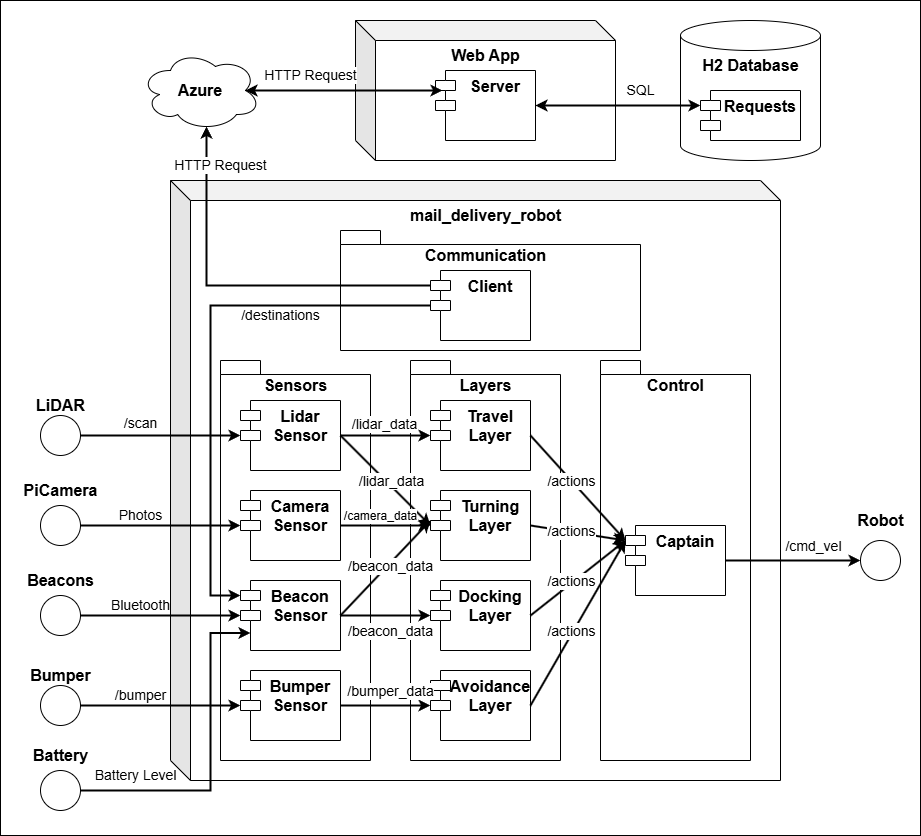 Web App
H2 Database
HTTP Request
Azure
Server
SQL
Requests
HTTP Request
mail_delivery_robot
Communication
Client
/destinations
Sensors
Layers
Control
LiDAR
/scan
Lidar
Sensor
/lidar_data
Travel
Layer
/lidar_data
/actions
PiCamera
Photos
Camera
Sensor
/camera_data
Turning
Layer
/actions
Captain
/cmd_vel
Robot
Beacons
Bluetooth
Beacon
Sensor
/beacon_data
/beacon_data
Docking
Layer
/actions
/actions
Bumper
/bumper
Bumper
Sensor
/bumper_data
Avoidance
Layer
Battery
Battery Level